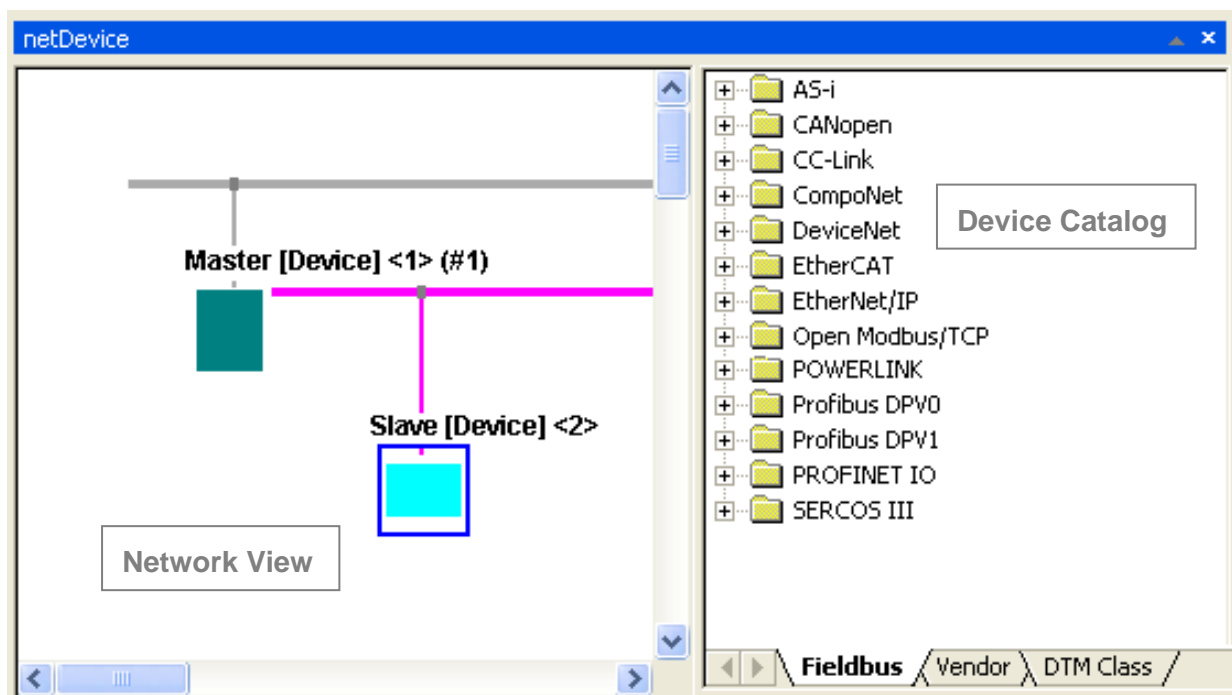 netDevice
Master [Device] <1> (#1)
Slave [Device] <2>
Network View
AS-i
CANopen
CC-Link
CompoNet
DeviceNet
EtherCAT
EtherNet/IP
Open Modbus/TCP
POWERLINK
Profibus DPV0
Profibus DPV1
PROFINET IO
SERCOS III
Device Catalog
Fieldbus Vendor DTM Class